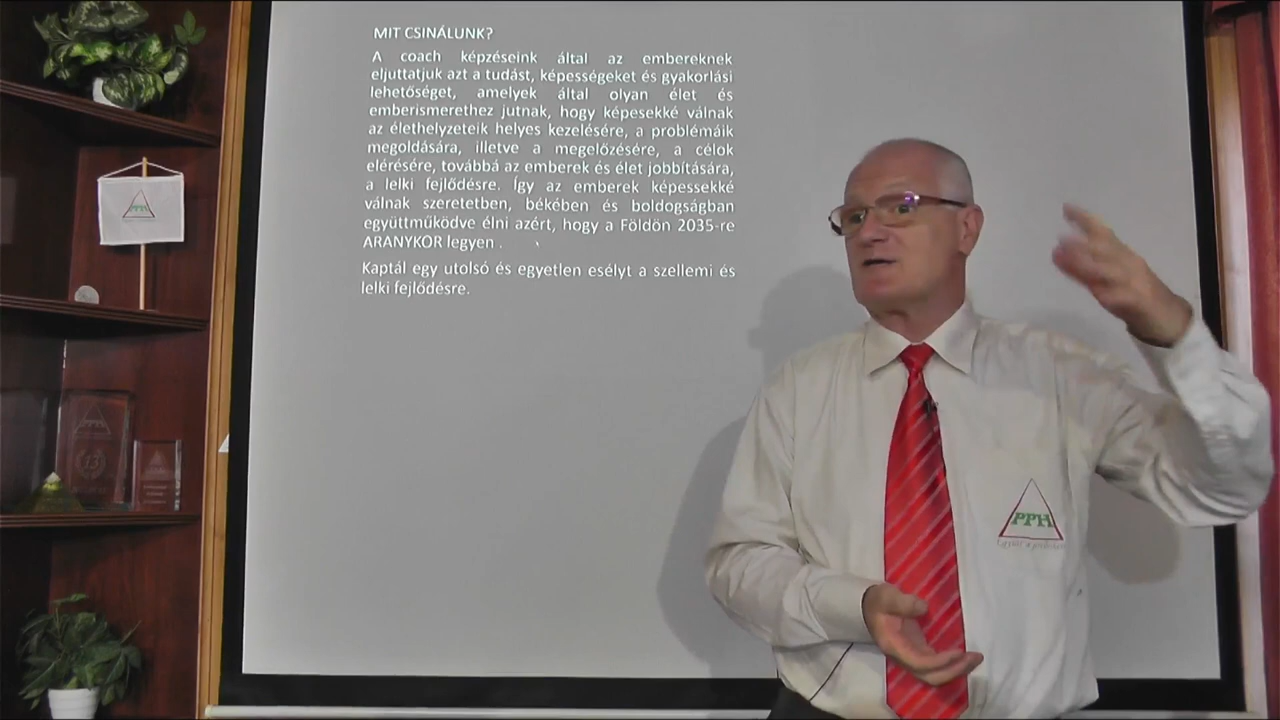 MIT CSINÁLUNK?
A coach képzéseink által az embereknek
eljuttatjuk azt a tudást, képességeket és gyakorlási
lehetőséget, amelyek által olyan élet és
emberismerethez jutnak, hogy képesekké válnak
az élethelyzeteik helyes kezelésére, a problémáik
megoldására, illetve a megelőzésére, a célok
elérésére, továbbá az emberek és élet jobbítására,
a lelki fejlődésre. Így az emberek képessekké
válnak szeretetben, békében és boldogságban
együttműködve élni azért, hogy a Földön 2035-re
ARANYKOR legyen .
Kaptál egy utolsó és egyetlen esélyt a szellemi és
lelki fejlődésre.
PPH
PPH
13